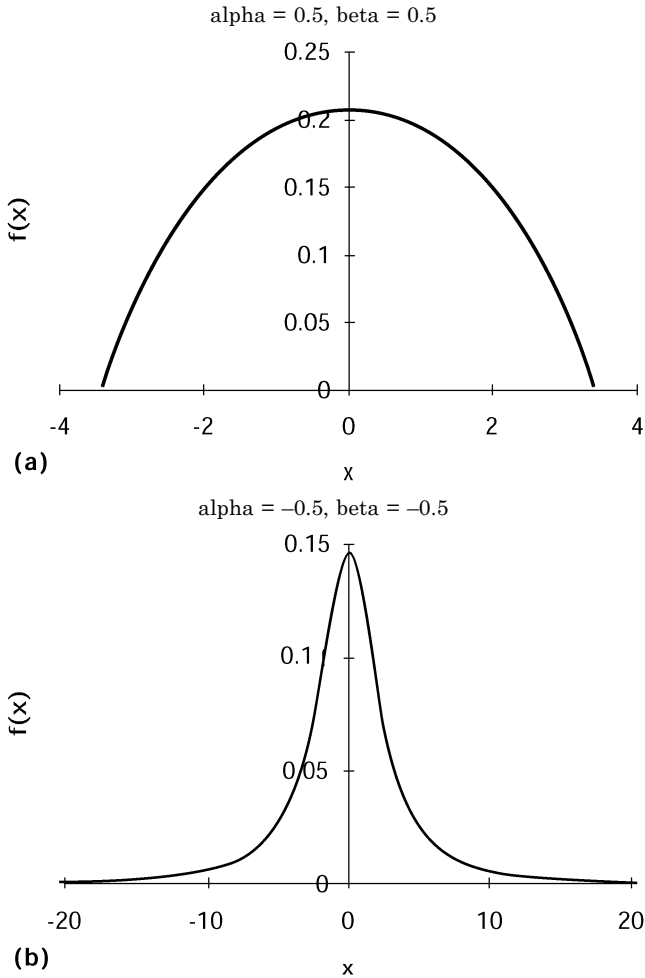 alpha = 0.5, beta = 0.5
0.25
0.2
0.15
0.1
0.05
0
f(x)
-4 -2 0 2 4
(a)
x
alpha = –0.5, beta = –0.5
0.15
0.1
0.05
0
f(x)
-20 -10 0 10 20
(b)
x